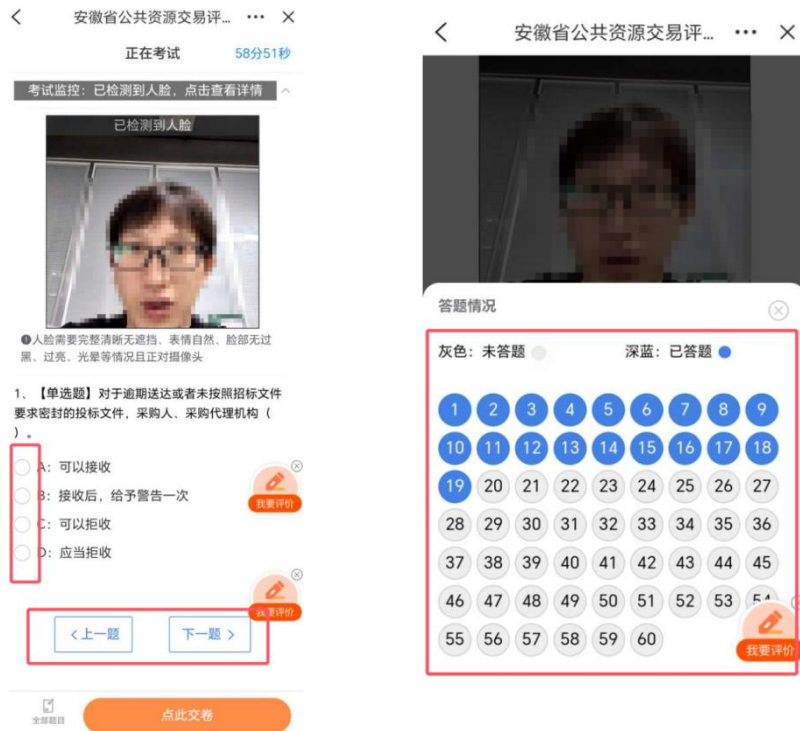 安徽省公共资源交易评...
正在考试
58分51秒
考试监控：已检测到人脸，点击查看详情
已检测到人脸
人脸需要完整清晰无遮挡、表情自然、脸部无过
黑、过亮、光晕等情况且正对摄像头
1、【单选题】对于逾期送达或者未按照招标文件
要求密封的投标文件，采购人、采购代理机构（
）。
A：可以接收
B：接收后，给予警告一次
我要评价
C：可以拒收
D：应当拒收
我要评价
<上一题
下一题 >
全部题目
点此交卷
安徽省公共资源交易评...
答题情况
灰色：未答题
深蓝：已答题
1 2 3 4 5 6 7 8 9
10 11 12 13 14 15 16 17 18
19 20 21 22 23 24 25 26 27
28 29 30 31 32 33 34 35 36
37 38 39 40 41 42 43 44 45
46 47 48 49 50 51 52 53 54
55 56 57 58 59 60
我要评价